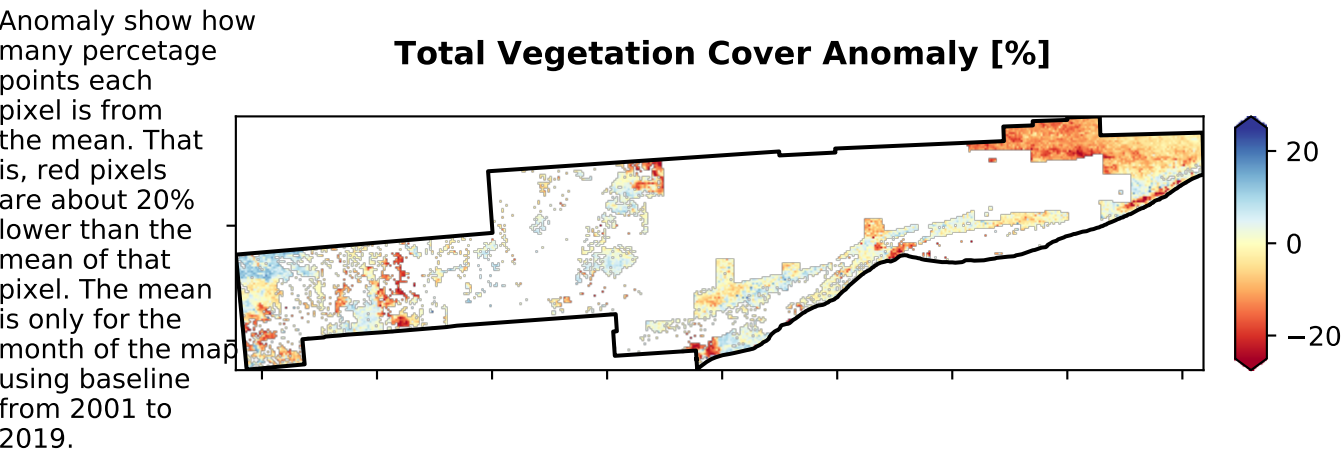 Anomaly show how
many percetage
points each
pixel is from
the mean. That
is, red pixels
are about 20%
lower than the
mean of that
pixel. The mean
is only for the
month of the map
using baseline
from 2001 to
2019.
Total Vegetation Cover Anomaly [%]
20
0
−20